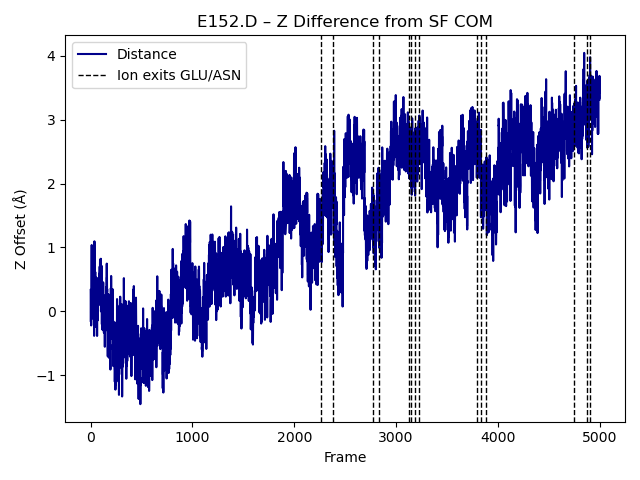 E152.D – Z Difference from SF COM
Distance
Ion exits GLU/ASN
Z Offset (Å)
4
3
2
1
0
−1
0 1000 2000 3000 4000 5000
Frame